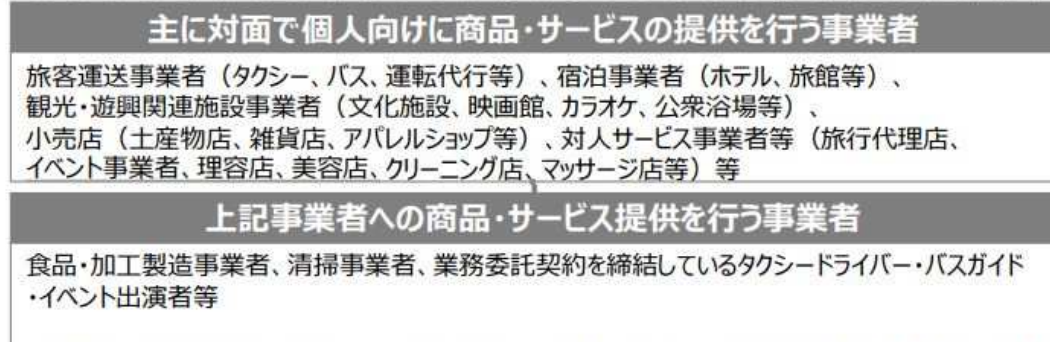 主に対面で個人向けに商品・サービスの提供を行う事業者
旅客運送事業者（タクシー、バス、運転代行等）、宿泊事業者（ホテル、旅館等）、
観光・遊興関連施設事業者（文化施設、映画館、カラオケ、公衆浴場等）、
小売店（土産物店、雑貨店、アパレルショップ等）、対人サービス事業者等（旅行代理店、
イベント事業者、理容店、美容店、クリーニング店、マッサージ店等）等
上記事業者への商品・サービス提供を行う事業者
食品・加工製造事業者、清掃事業者、業務委託契約を締結しているタクシードライバー・バスガイド
・イベント出演者等